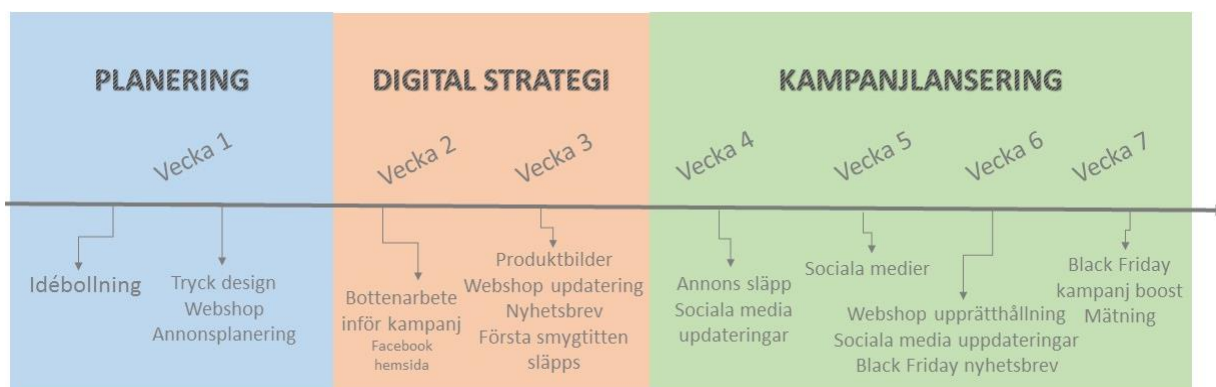 PLANERING
DIGITAL STRATEGI
KAMPANJLANSERING
Vecka 1
Vecka 2
Vecka 3
Vecka 4
Vecka 5
Vecka 6
Vecka 7
Idébollning
Tryck design
Webshop
Annonsplanering
Bottenarbete
inför kampanj
Facebook
hemsida
Produktbilder
Webshop updatering
Nyhetsbrev
Första smygtitten
släpps
Annons släpp
Sociala media
updateringar
Sociala medier
Webshop upprätthållning
Sociala media uppdateringar
Black Friday nyhetsbrev
Black Friday
kampanj boost
Mätning